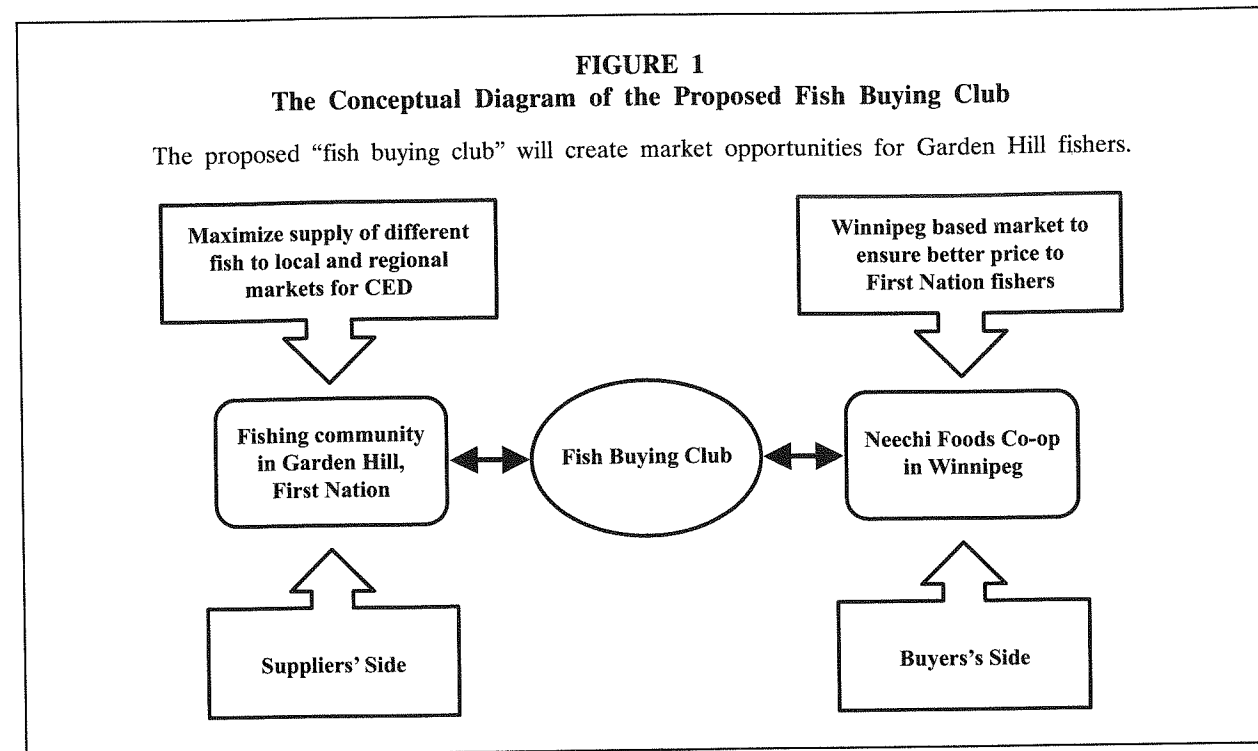 FIGURE 1
The Conceptual Diagram of the Proposed Fish Buying Club
The proposed “fish buying club” will create market opportunities for Garden Hill fishers.
Maximize supply of different
fish to local and regional
markets for CED
Winnipeg based market to
ensure better price to
First Nation fishers
Fishing community
in Garden Hill,
First Nation
Fish Buying Club
Neechi Foods Co-op
in Winnipeg
Suppliers’ Side
Buyers’s Side